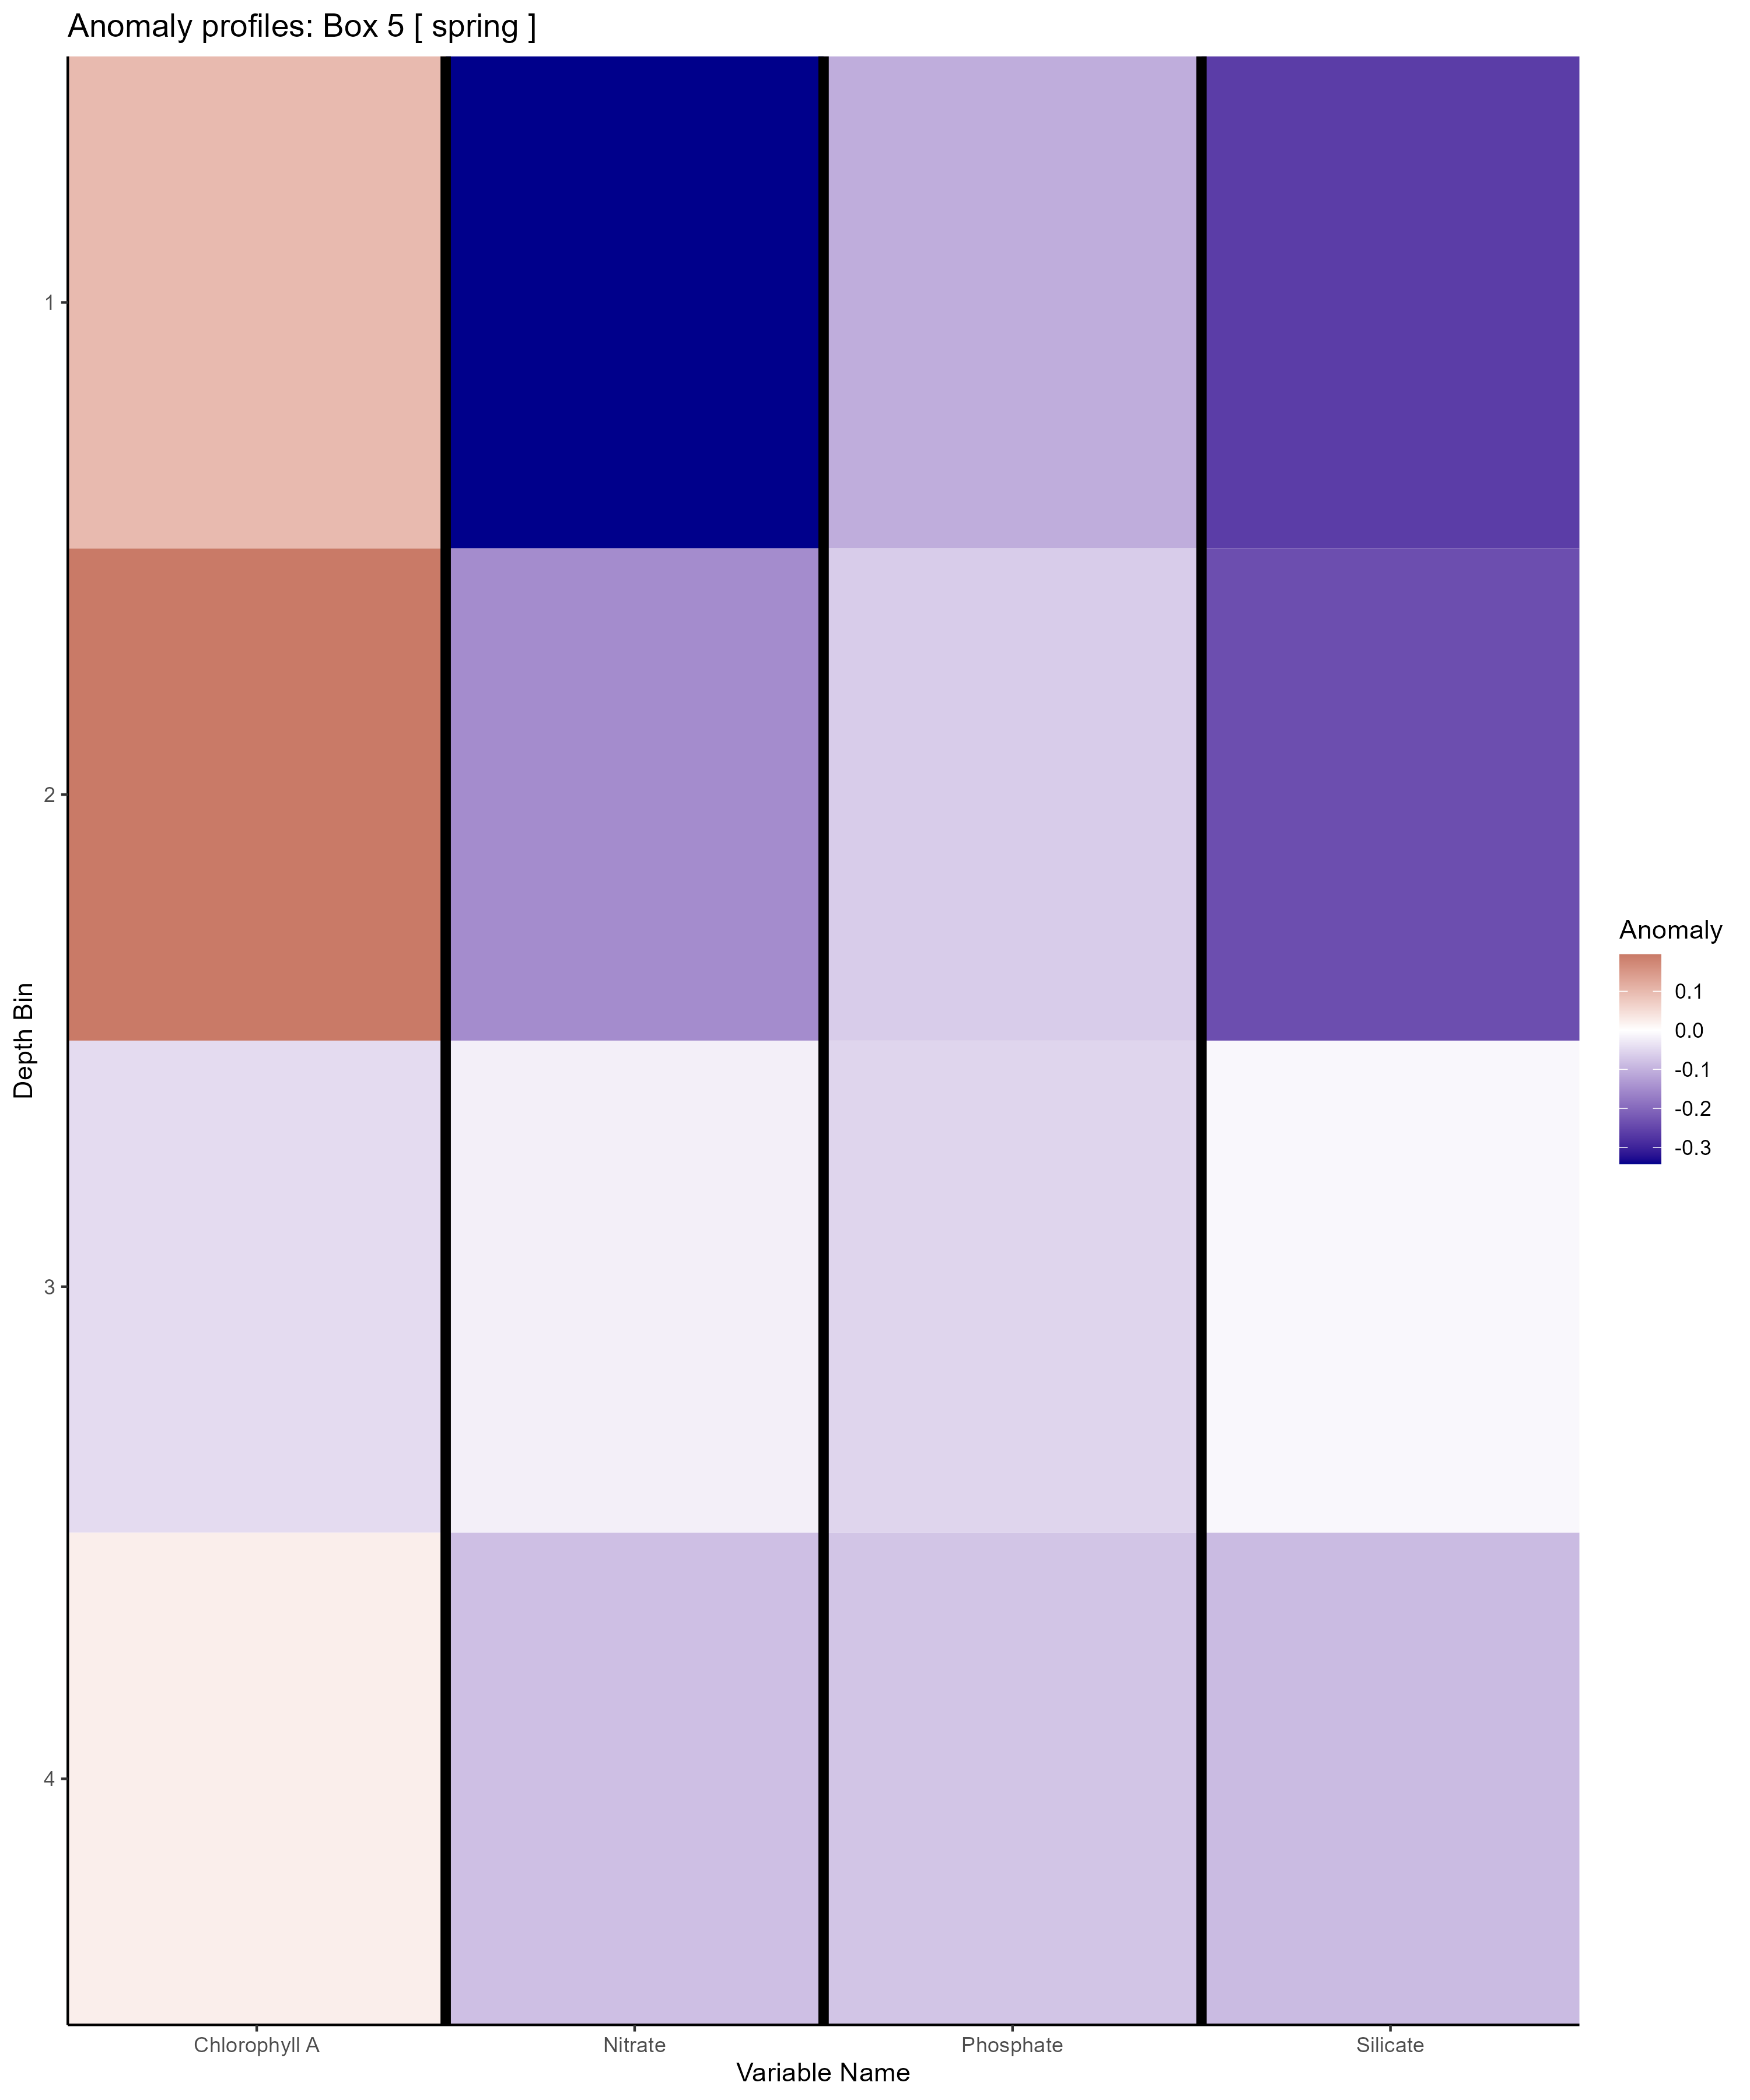 Anomaly profiles: Box 5 [ spring ]
Depth Bin
1
2
3
4
Chlorophyll A
Nitrate
Phosphate
Silicate
Variable Name
Anomaly
0.1
0.0
-0.1
-0.2
-0.3